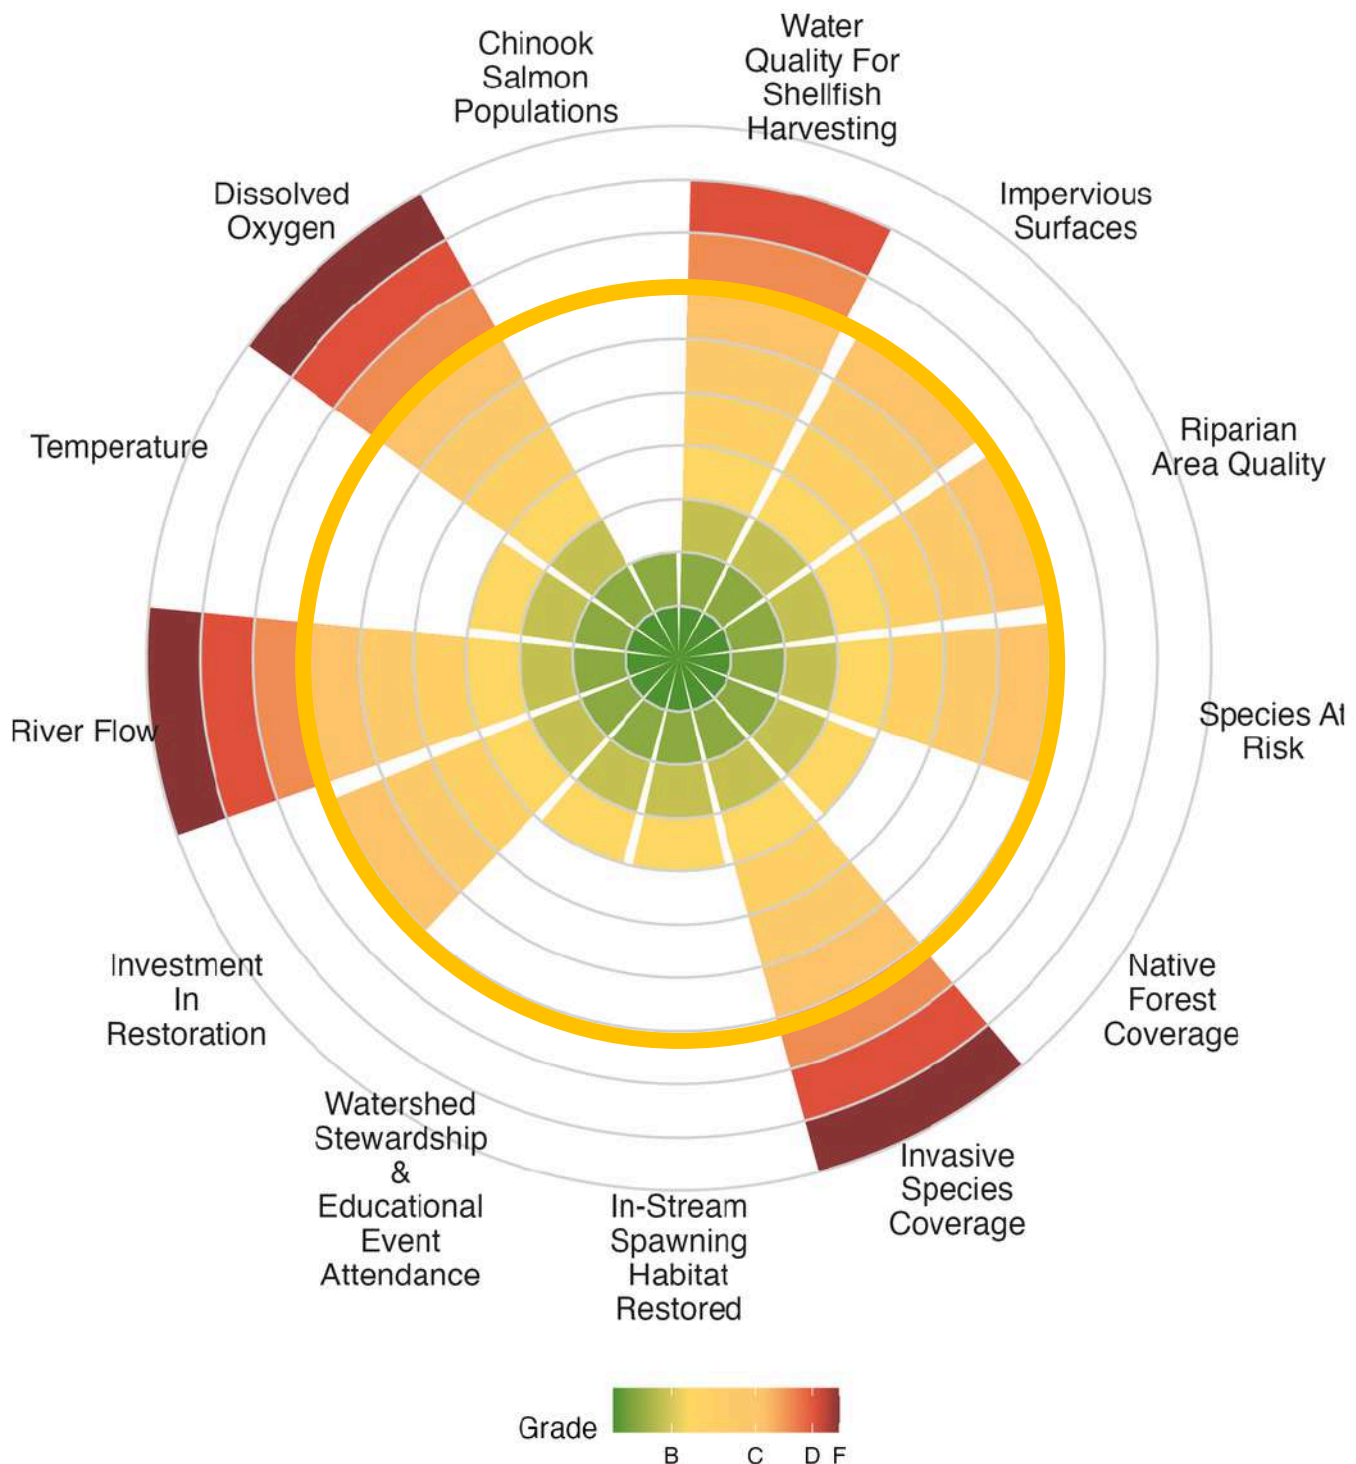 Chinook
Salmon
Populations
Water
Quality For
Shellfish
Harvesting
Dissolved
Oxygen
Impervious
Surfaces
Temperature
Riparian
Area Quality
River Flow
Species At
Risk
Investment
In
Restoration
Native
Forest
Coverage
Watershed
Stewardship
&
Educational
Event
Attendance
In-Stream
Spawning
Habitat
Restored
Invasive
Species
Coverage
Grade
B C D F